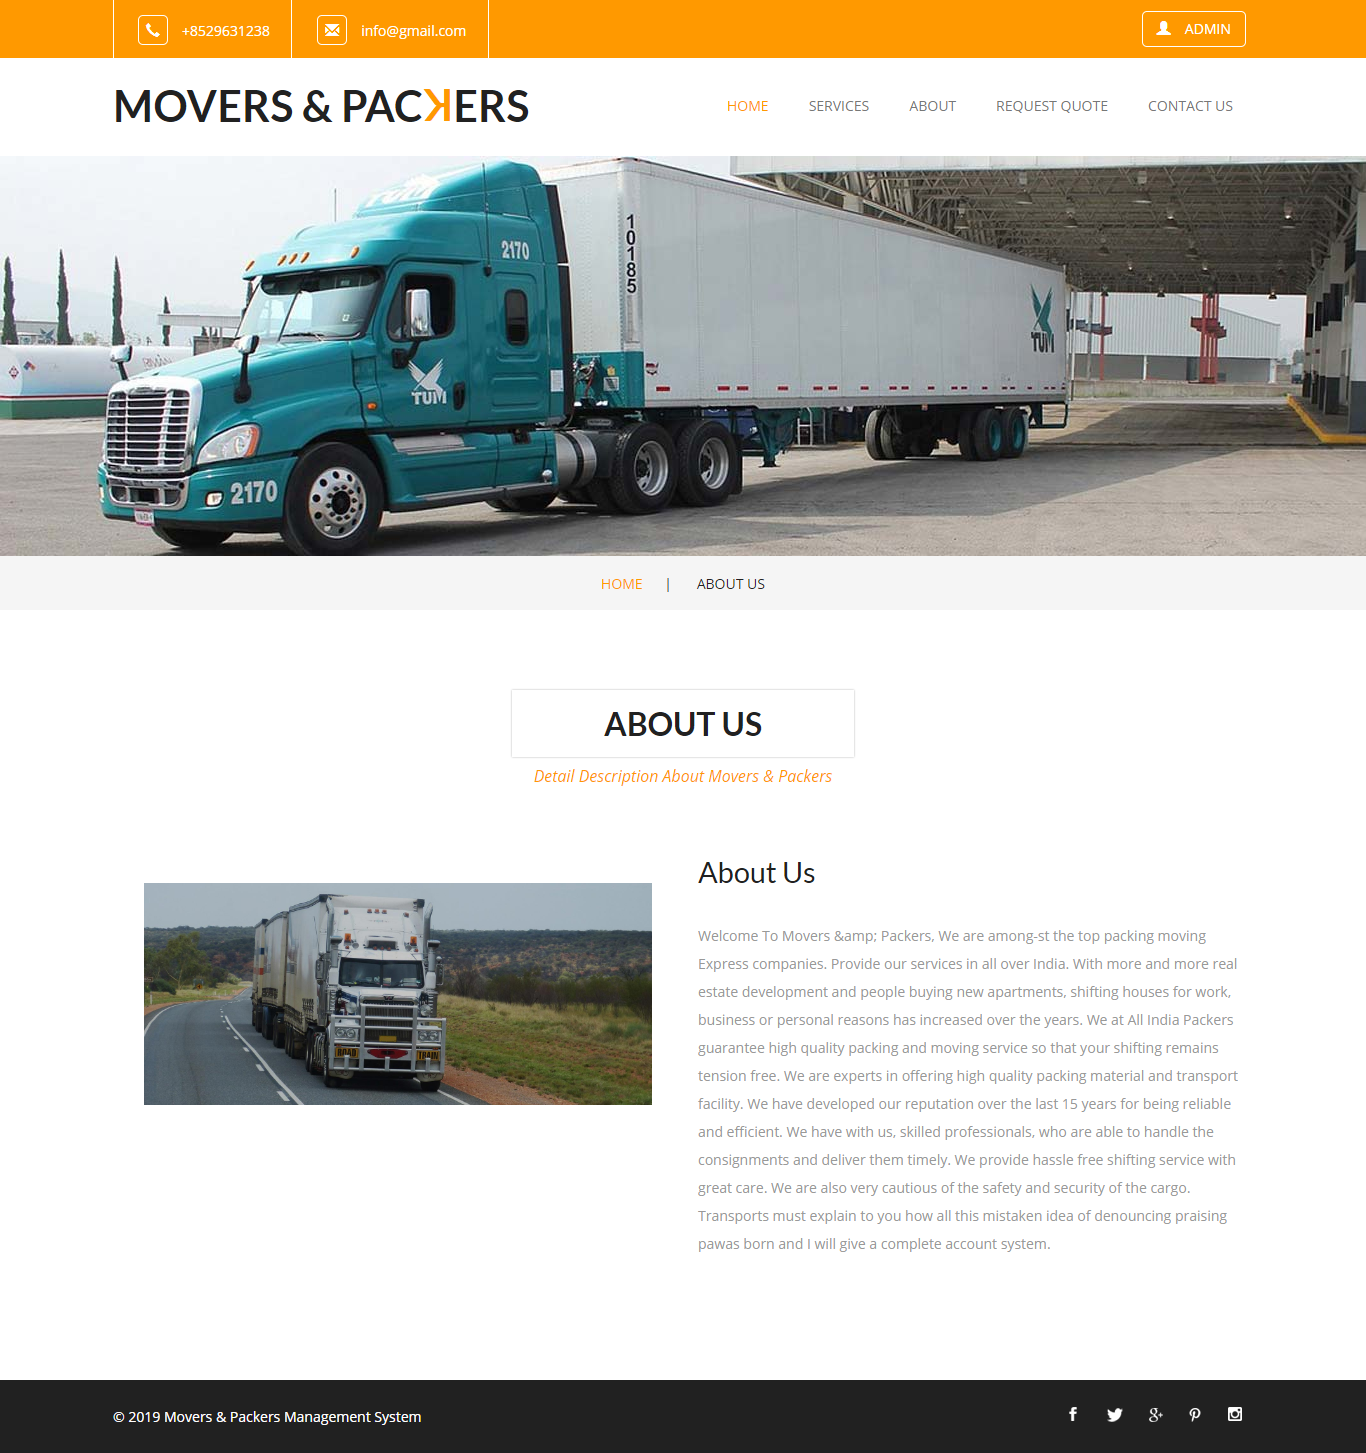 +8529631238
info@gmail.com
ADMIN
MOVERS & PACKERS
HOME
SERVICES
ABOUT
REQUEST QUOTE
CONTACT US
TUM
2170
10185
TUM
TUM
2170
HOME | ABOUT US
ABOUT US
Detail Description About Movers & Packers
About Us
Welcome To Movers &amp; Packers, We are among-st the top packing moving
Express companies. Provide our services in all over India. With more and more real
estate development and people buying new apartments, shifting houses for work,
business or personal reasons has increased over the years. We at All India Packers
guarantee high quality packing and moving service so that your shifting remains
tension free. We are experts in offering high quality packing material and transport
facility. We have developed our reputation over the last 15 years for being reliable
and efficient. We have with us, skilled professionals, who are able to handle the
consignments and deliver them timely. We provide hassle free shifting service with
great care. We are also very cautious of the safety and security of the cargo.
Transports must explain to you how all this mistaken idea of denouncing praising
pawas born and I will give a complete account system.
ROAD TRAIN
© 2019 Movers & Packers Management System